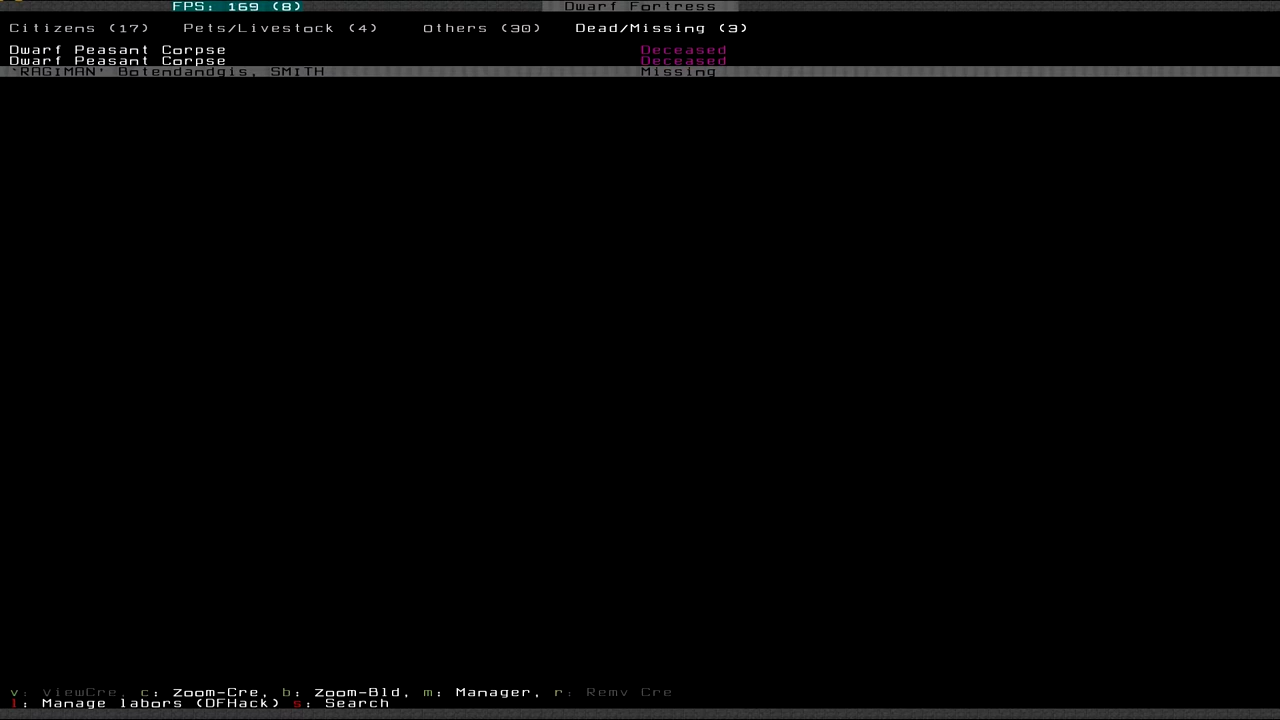 FPS: 169 (8) Dwarf Fortress
Citizens (17) Pets/Livestock (4) Others (30) Dead/Missing (3)
Dwarf Peasant Corpse Deceased
Dwarf Peasant Corpse Deceased
`RAGIMAN' Botendandgis, SMITH Missing
v: ViewCre, c: Zoom-Cre, b: Zoom-Bld, m: Manager, r: Remv Cre
l: Manage labors (DFHack) s: Search